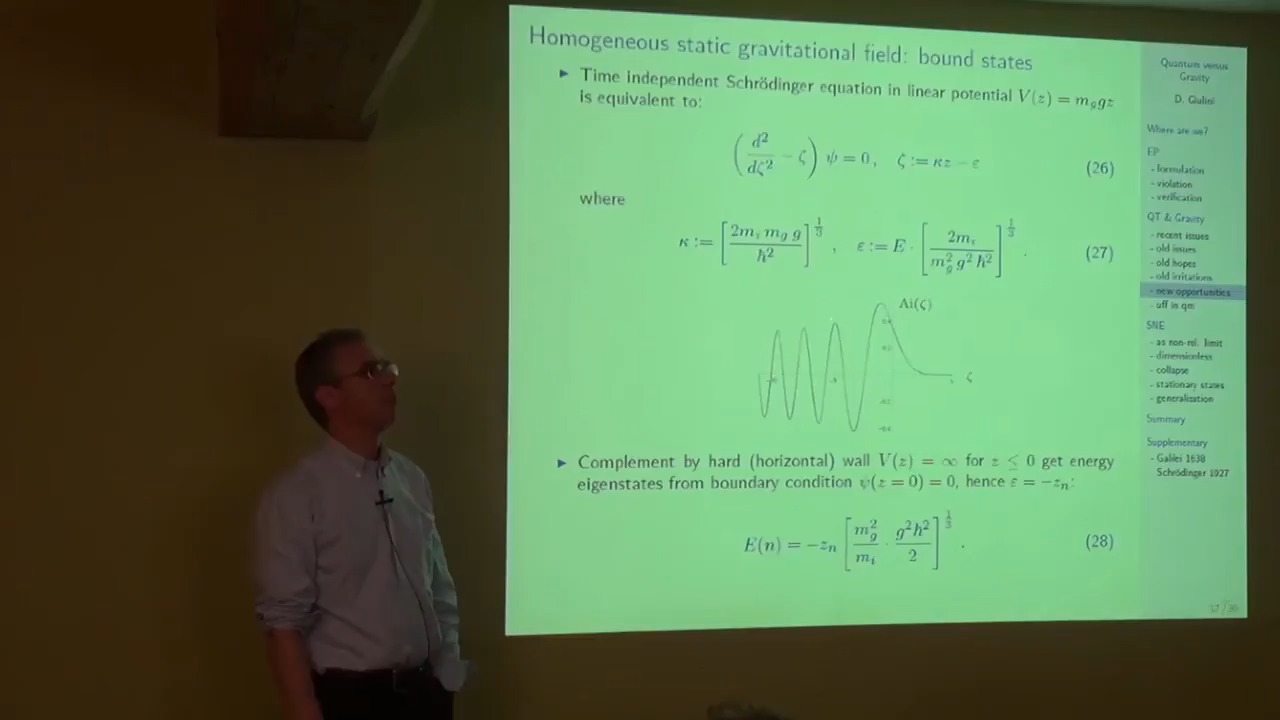 Homogeneous static gravitational field: bound states
▶ Time independent Schrödinger equation in linear potential V(z) = m_g g z
is equivalent to:
(d²/dζ² − ζ) ψ = 0 , ζ := κz − ε (26)
where
κ := [2m_i m_g g / ħ²]^{1/3} , ε := E · [2m_i / m_g² g² ħ²]^{1/3} . (27)
Ai(ζ)
ζ
▶ Complement by hard (horizontal) wall V(z) = ∞ for z ≤ 0 get energy
eigenstates from boundary condition ψ(z = 0) = 0, hence ε = −z_n:
E(n) = −z_n [m_g²/m_i · g²ħ²/2]^{1/3} . (28)
Quantum versus
Gravity
D. Giulini
Where are we?
EP
- formulation
- violation
- verification
QT & Gravity
- recent issues
- old issues
- old hopes
- old irritations
- new opportunities
- uff in qm
SNE
- as non-rel. limit
- dimensionless
- collapse
- stationary states
- generalisation
Summary
Supplementary
- Galilei 1638
Schrödinger 1927